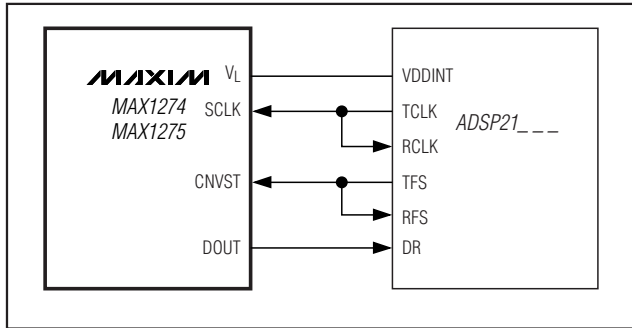 MAXIM
MAX1274
MAX1275
VL
SCLK
CNVST
DOUT
VDDINT
TCLK
RCLK
TFS
RFS
DR
ADSP21_ _ _